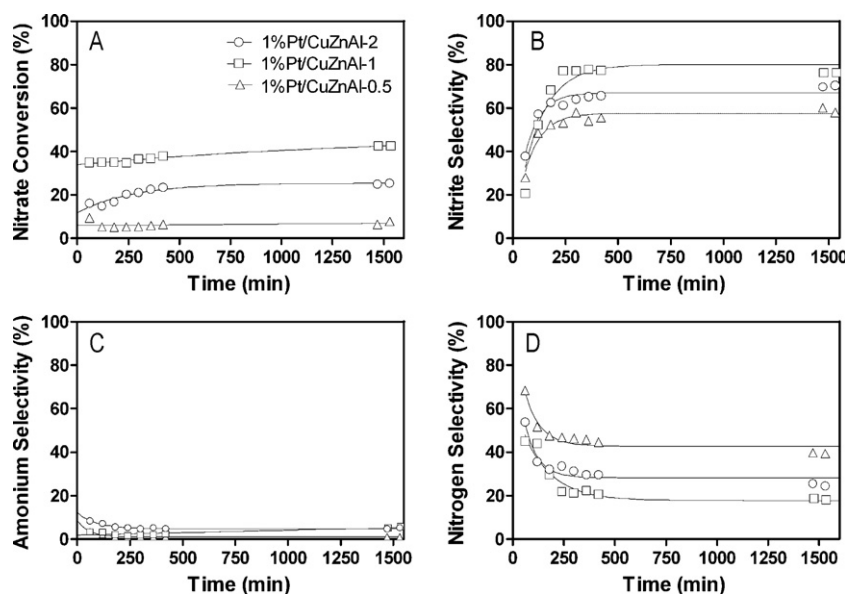 A
1%Pt/CuZnAl-2
1%Pt/CuZnAl-1
1%Pt/CuZnAl-0.5
Nitrate Conversion (%)
100
80
60
40
20
0
0 250 500 750 1000 1250 1500
Time (min)
B
Nitrite Selectivity (%)
100
80
60
40
20
0
0 250 500 750 1000 1250 1500
Time (min)
C
Amonium Selectivity (%)
100
80
60
40
20
0
0 250 500 750 1000 1250 1500
Time (min)
D
Nitrogen Selectivity (%)
100
80
60
40
20
0
0 250 500 750 1000 1250 1500
Time (min)